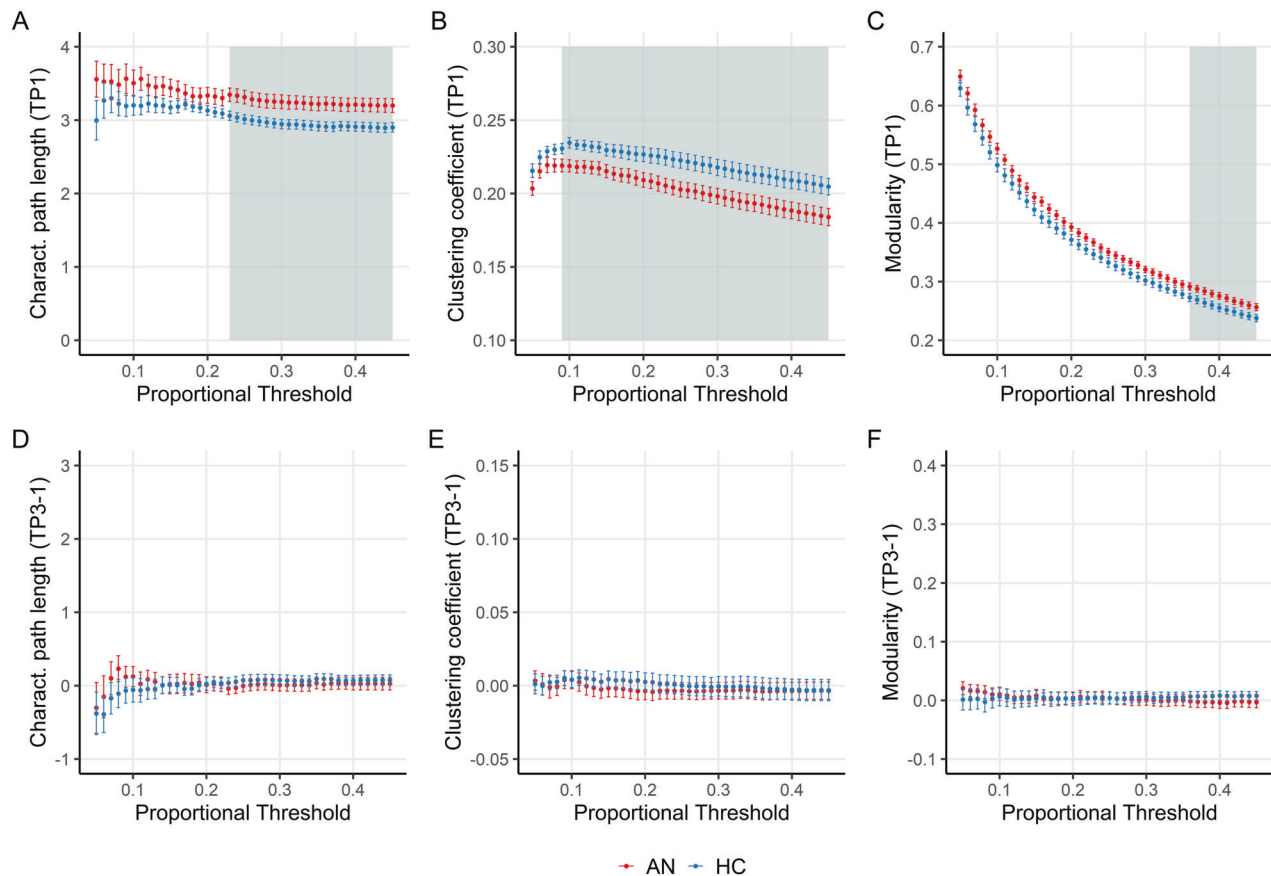 A
Charact. path length (TP1)
4
3
2
1
0
0.1 0.2 0.3 0.4
Proportional Threshold
B
Clustering coefficient (TP1)
0.30
0.25
0.20
0.15
0.10
0.1 0.2 0.3 0.4
Proportional Threshold
C
Modularity (TP1)
0.7
0.6
0.5
0.4
0.3
0.2
0.1 0.2 0.3 0.4
Proportional Threshold
D
Charact. path length (TP3-1)
3
2
1
0
-1
0.1 0.2 0.3 0.4
Proportional Threshold
E
Clustering coefficient (TP3-1)
0.15
0.10
0.05
0.00
-0.05
0.1 0.2 0.3 0.4
Proportional Threshold
F
Modularity (TP3-1)
0.4
0.3
0.2
0.1
0.0
-0.1
0.1 0.2 0.3 0.4
Proportional Threshold
AN HC